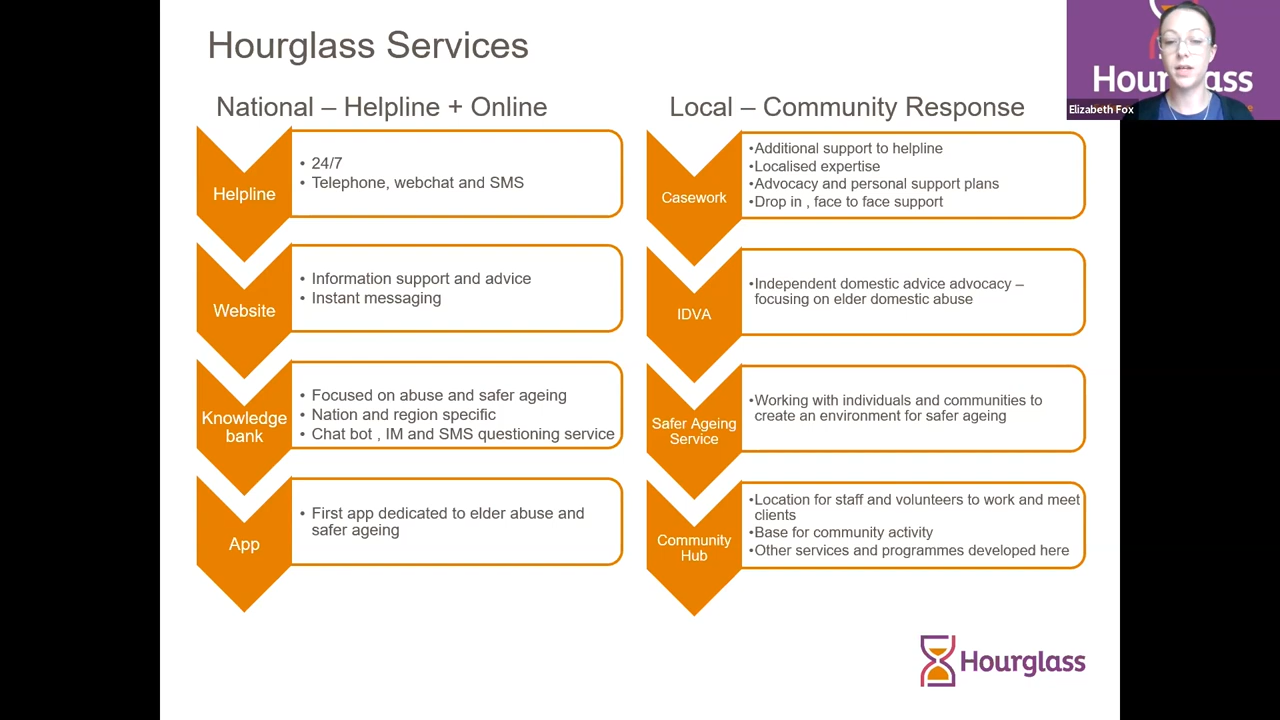 Hourglass Services
National – Helpline + Online
Helpline
• 24/7
• Telephone, webchat and SMS
Website
• Information support and advice
• Instant messaging
Knowledge
bank
• Focused on abuse and safer ageing
• Nation and region specific
• Chat bot , IM and SMS questioning service
App
• First app dedicated to elder abuse and
safer ageing
Local – Community Response
Casework
•Additional support to helpline
•Localised expertise
•Advocacy and personal support plans
•Drop in , face to face support
IDVA
•Independent domestic advice advocacy –
focusing on elder domestic abuse
Safer Ageing
Service
•Working with individuals and communities to
create an environment for safer ageing
Community
Hub
•Location for staff and volunteers to work and meet
clients
•Base for community activity
•Other services and programmes developed here
Hourglass
Elizabeth Fox